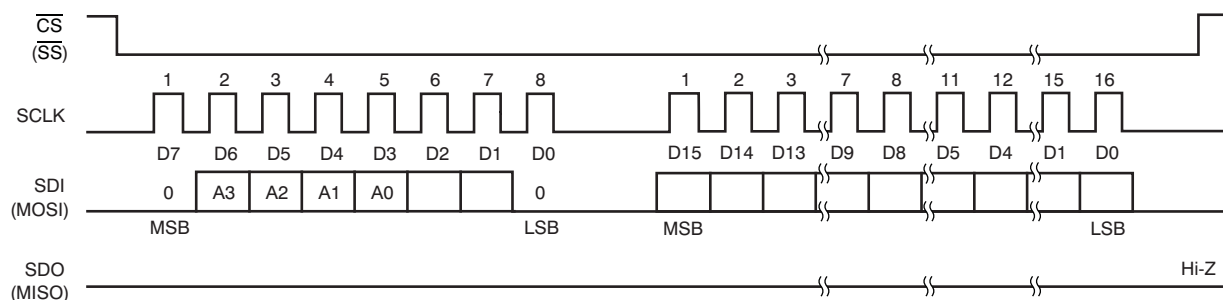 CS
(SS)
1 2 3 4 5 6 7 8 1 2 3 7 8 11 12 15 16
SCLK
D7 D6 D5 D4 D3 D2 D1 D0 D15 D14 D13 D9 D8 D5 D4 D1 D0
SDI
(MOSI)
0 A3 A2 A1 A0 0
MSB LSB MSB LSB
SDO
(MISO)
Hi-Z